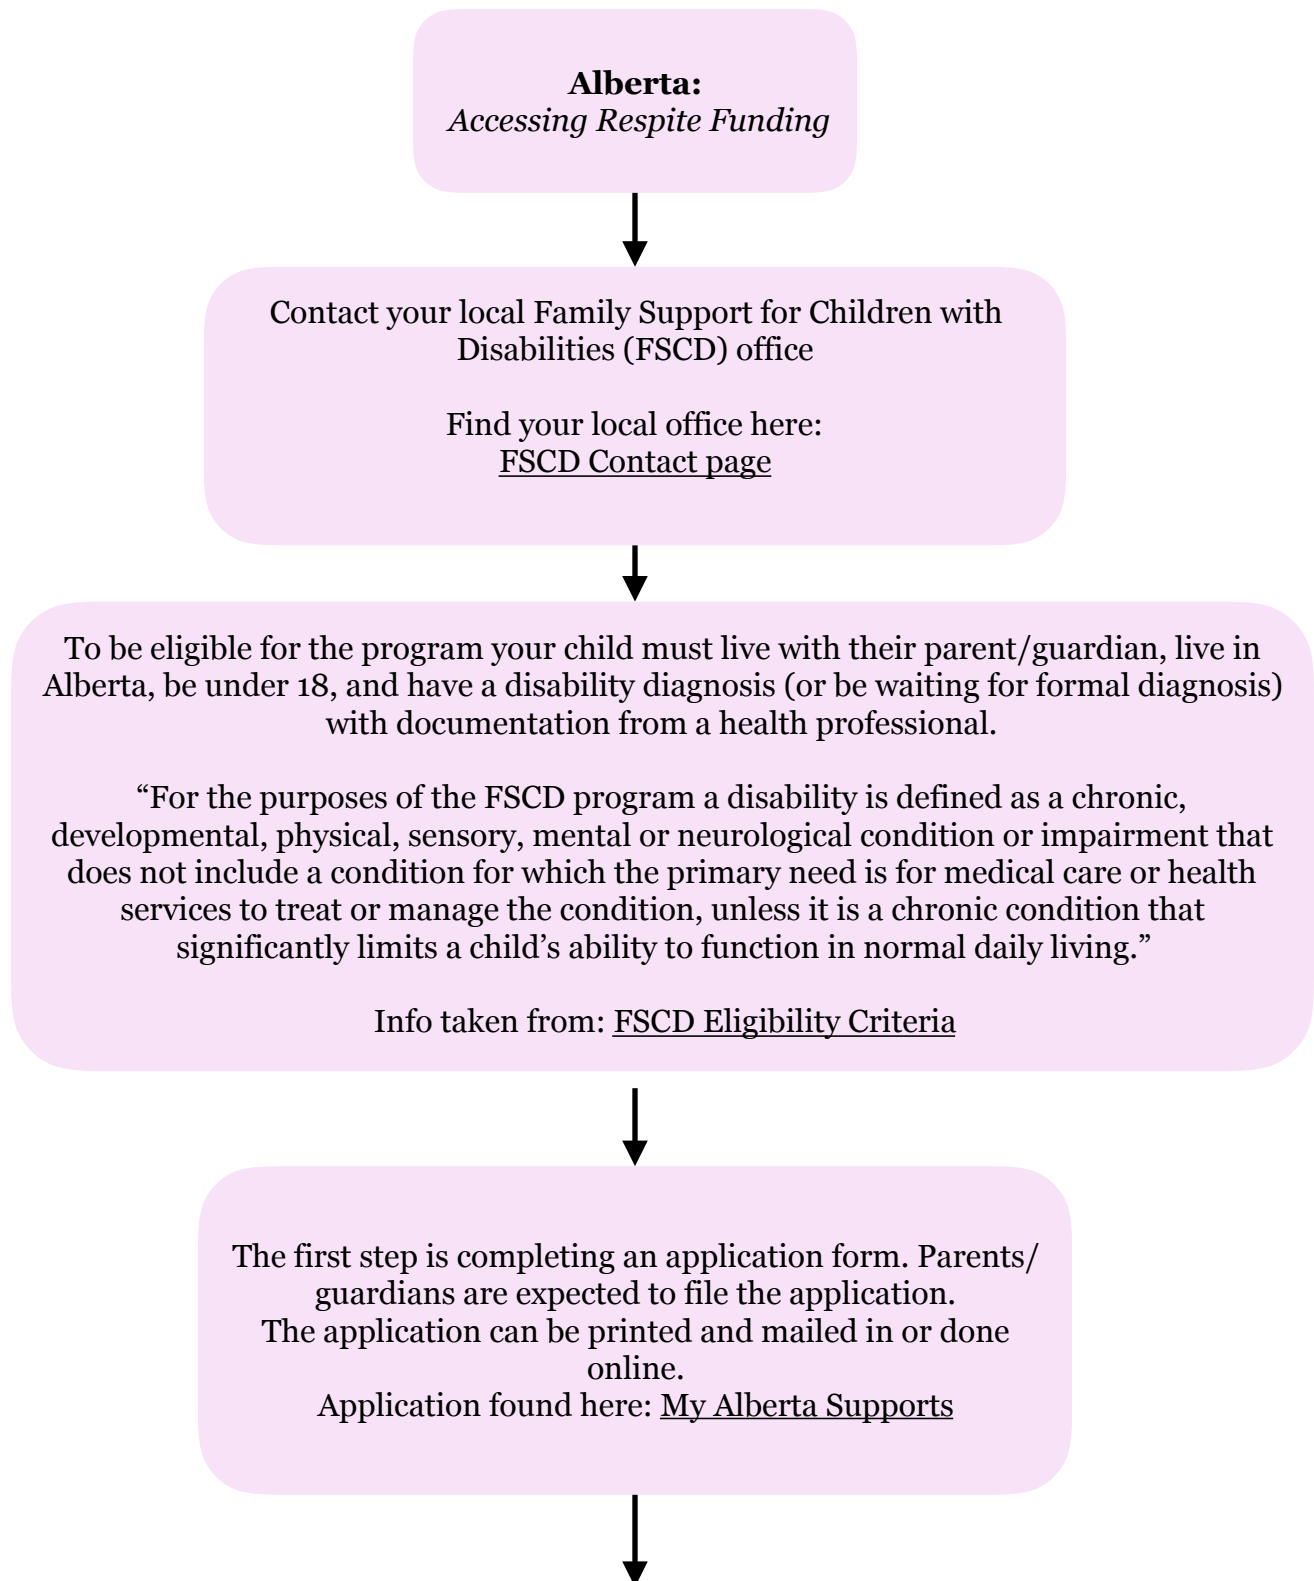 Alberta:
Accessing Respite Funding
Contact your local Family Support for Children with
Disabilities (FSCD) office
Find your local office here:
FSCD Contact page
To be eligible for the program your child must live with their parent/guardian, live in
Alberta, be under 18, and have a disability diagnosis (or be waiting for formal diagnosis)
with documentation from a health professional.
“For the purposes of the FSCD program a disability is defined as a chronic,
developmental, physical, sensory, mental or neurological condition or impairment that
does not include a condition for which the primary need is for medical care or health
services to treat or manage the condition, unless it is a chronic condition that
significantly limits a child’s ability to function in normal daily living.”
Info taken from: FSCD Eligibility Criteria
The first step is completing an application form. Parents/
guardians are expected to file the application.
The application can be printed and mailed in or done
online.
Application found here: My Alberta Supports